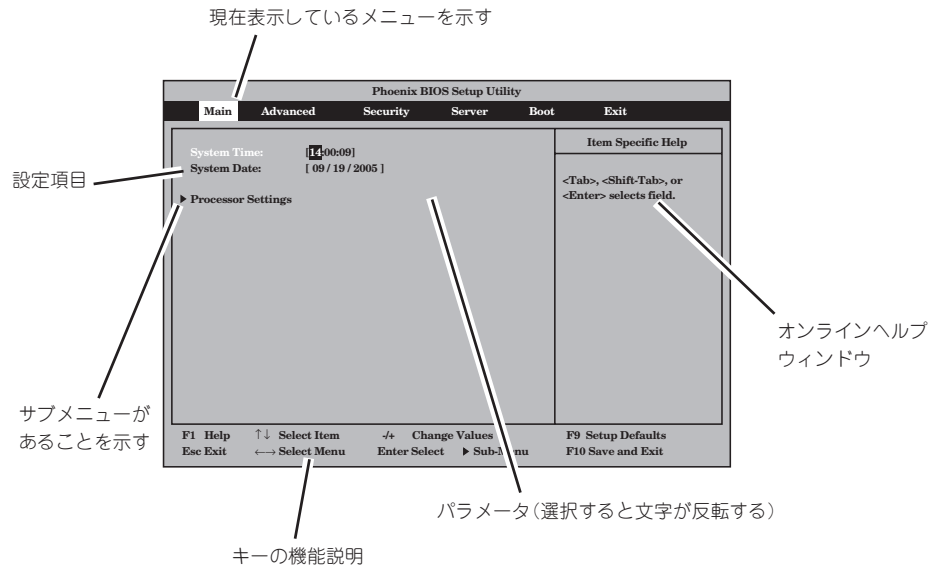 現在表示しているメニューを示す
Phoenix BIOS Setup Utility
Main Advanced Security Server Boot Exit
System Time: [14:00:09]
System Date: [ 09 / 19 / 2005 ]
Item Specific Help
<Tab>, <Shift-Tab>, or
<Enter> selects field.
設定項目
▶ Processor Settings
オンラインヘルプ
ウィンドウ
サブメニューが
あることを示す
F1 Help ↑↓ Select Item -/+ Change Values F9 Setup Defaults
Esc Exit ←→ Select Menu Enter Select ▶ Sub-Menu F10 Save and Exit
パラメータ(選択すると文字が反転する)
キーの機能説明